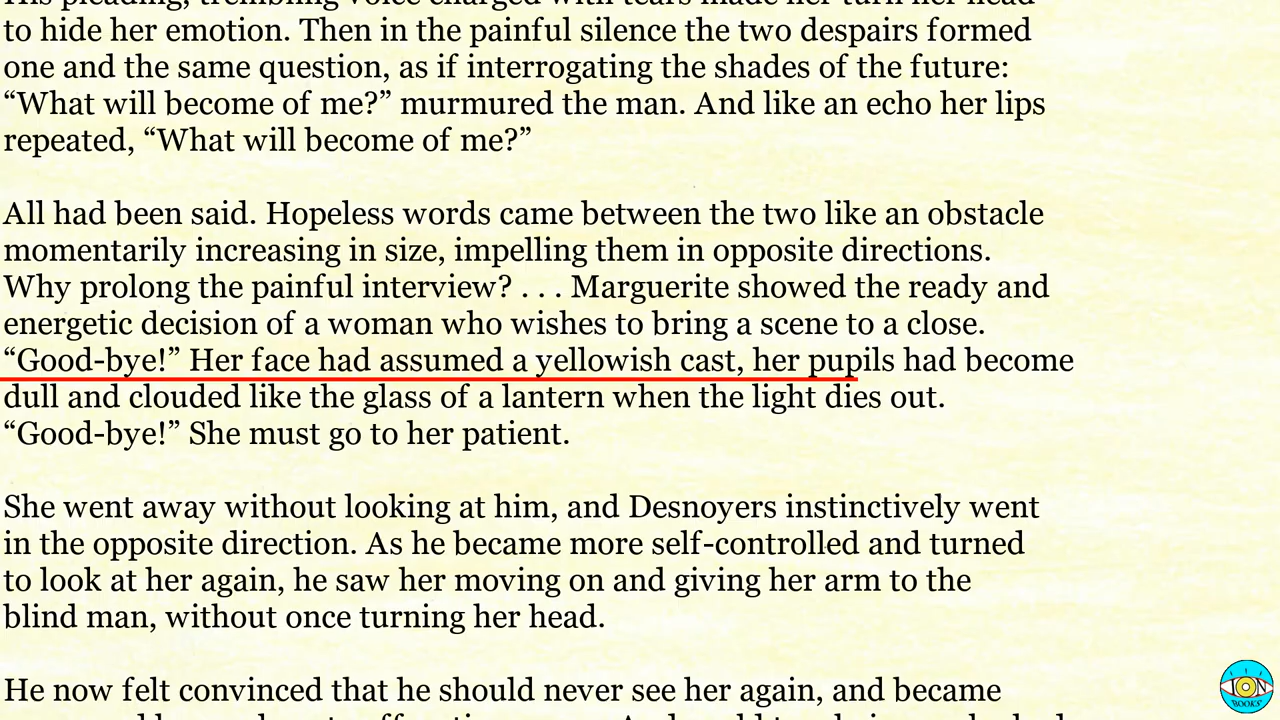 to hide her emotion. Then in the painful silence the two despairs formed
one and the same question, as if interrogating the shades of the future:
“What will become of me?” murmured the man. And like an echo her lips
repeated, “What will become of me?”
All had been said. Hopeless words came between the two like an obstacle
momentarily increasing in size, impelling them in opposite directions.
Why prolong the painful interview? . . . Marguerite showed the ready and
energetic decision of a woman who wishes to bring a scene to a close.
“Good-bye!” Her face had assumed a yellowish cast, her pupils had become
dull and clouded like the glass of a lantern when the light dies out.
“Good-bye!” She must go to her patient.
She went away without looking at him, and Desnoyers instinctively went
in the opposite direction. As he became more self-controlled and turned
to look at her again, he saw her moving on and giving her arm to the
blind man, without once turning her head.
He now felt convinced that he should never see her again, and became
ION
BOOKS